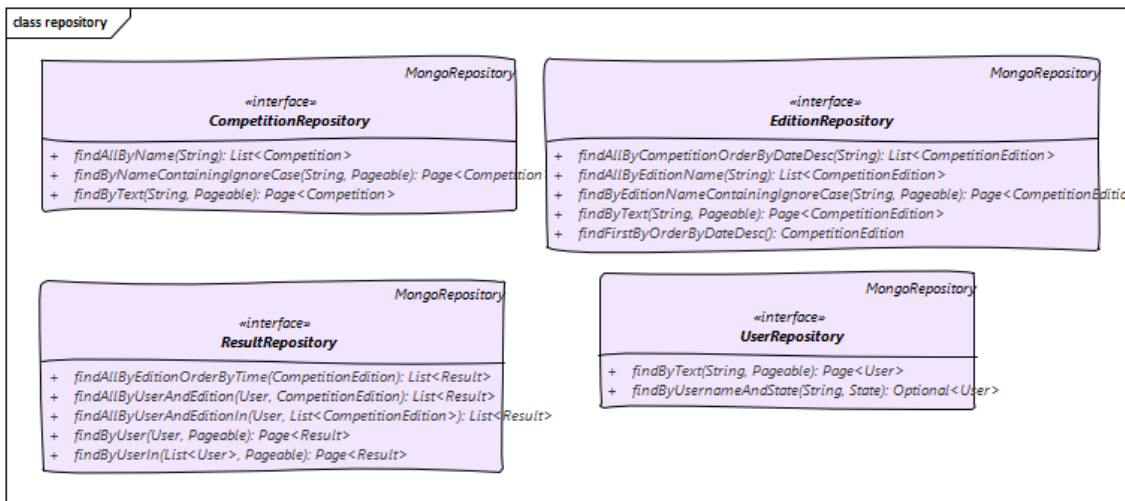 class repository
MongoRepository
«interface»
CompetitionRepository
+ findAllByName(String): List<Competition>
+ findByNameContainingIgnoreCase(String, Pageable): Page<Competition>
+ findByText(String, Pageable): Page<Competition>
MongoRepository
«interface»
EditionRepository
+ findAllByCompetitionOrderByDateDesc(String): List<CompetitionEdition>
+ findAllByEditionName(String): List<CompetitionEdition>
+ findByEditionNameContainingIgnoreCase(String, Pageable): Page<CompetitionEditio
+ findByText(String, Pageable): Page<CompetitionEdition>
+ findFirstByOrderByDateDesc(): CompetitionEdition
MongoRepository
«interface»
ResultRepository
+ findAllByEditionOrderByTime(CompetitionEdition): List<Result>
+ findAllByUserAndEdition(User, CompetitionEdition): List<Result>
+ findAllByUserAndEditionIn(User, List<CompetitionEdition>): List<Result>
+ findByUser(User, Pageable): Page<Result>
+ findByUserIn(List<User>, Pageable): Page<Result>
MongoRepository
«interface»
UserRepository
+ findByText(String, Pageable): Page<User>
+ findByUsernameAndState(String, State): Optional<User>